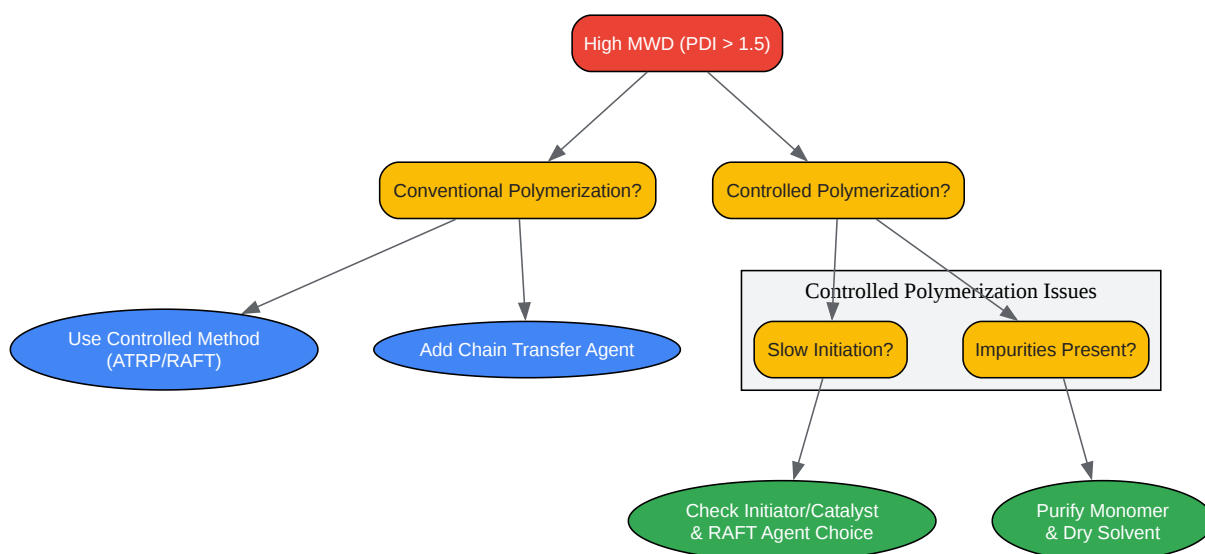 High MWD (PDI > 1.5)
Conventional Polymerization?
Controlled Polymerization?
Controlled Polymerization Issues
Use Controlled Method
(ATRP/RAFT)
Add Chain Transfer Agent
Slow Initiation?
Impurities Present?
Check Initiator/Catalyst
& RAFT Agent Choice
Purify Monomer
& Dry Solvent